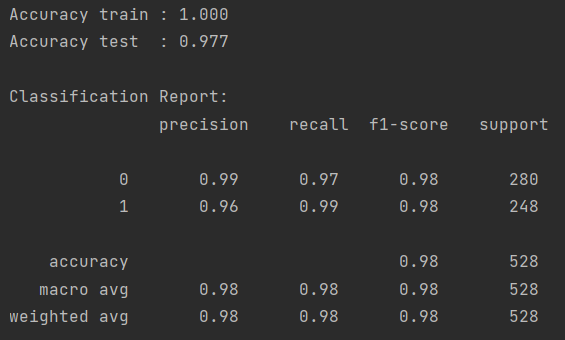 Accuracy train : 1.000
Accuracy test  : 0.977
Classification Report:
precision    recall  f1-score   support
0       0.99      0.97      0.98       280
1       0.96      0.99      0.98       248
accuracy                           0.98       528
macro avg       0.98      0.98      0.98       528
weighted avg       0.98      0.98      0.98       528